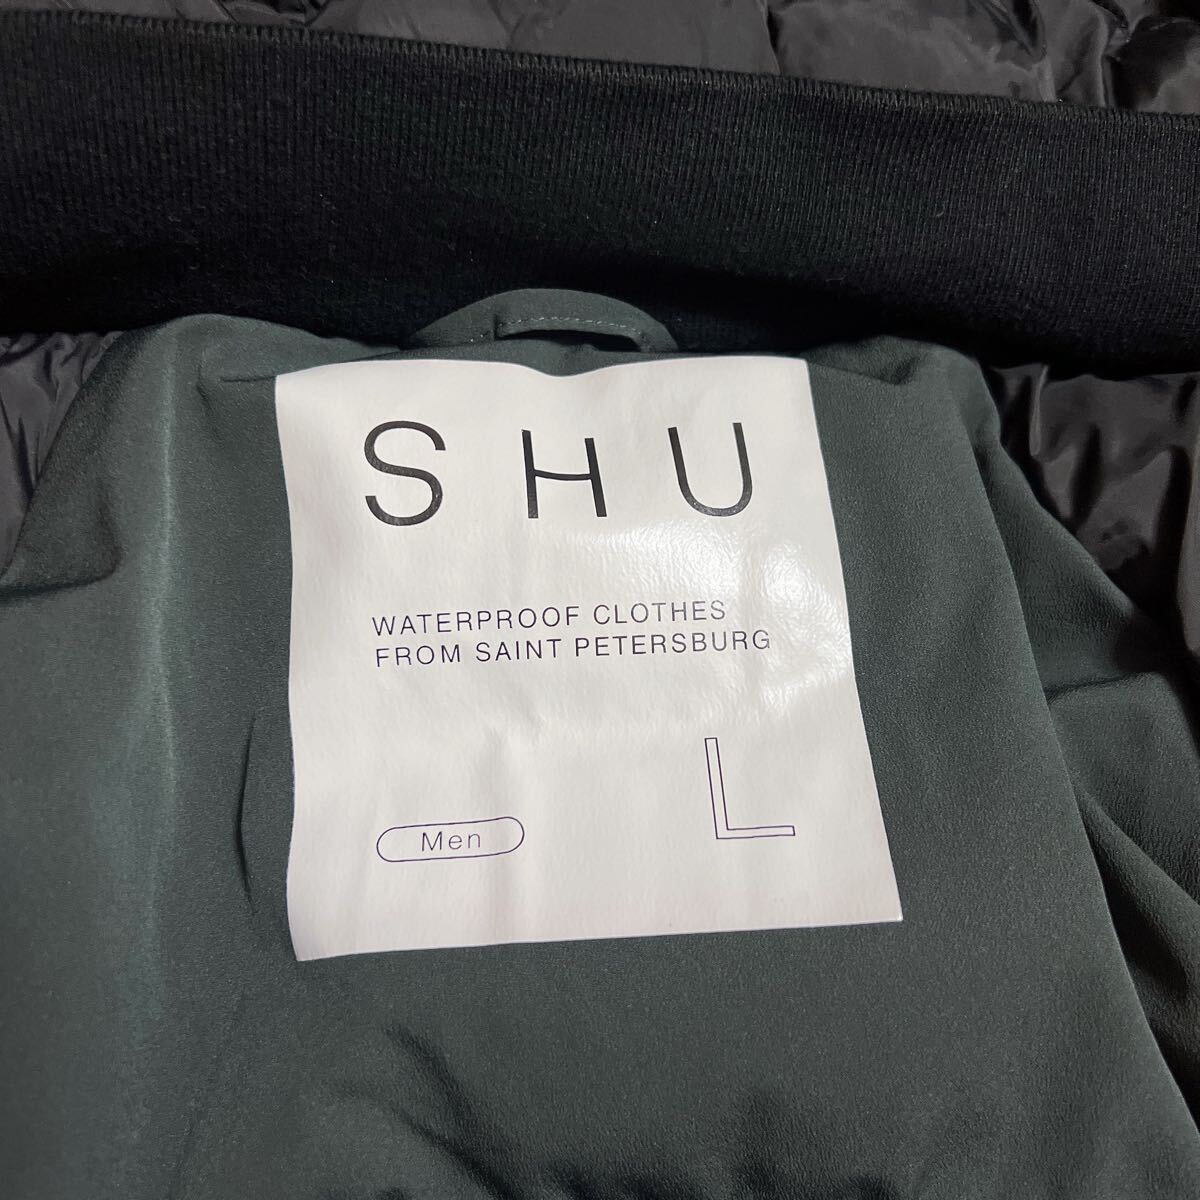 SHU
WATERPROOF CLOTHES
FROM SAINT PETERSBURG
Men
L